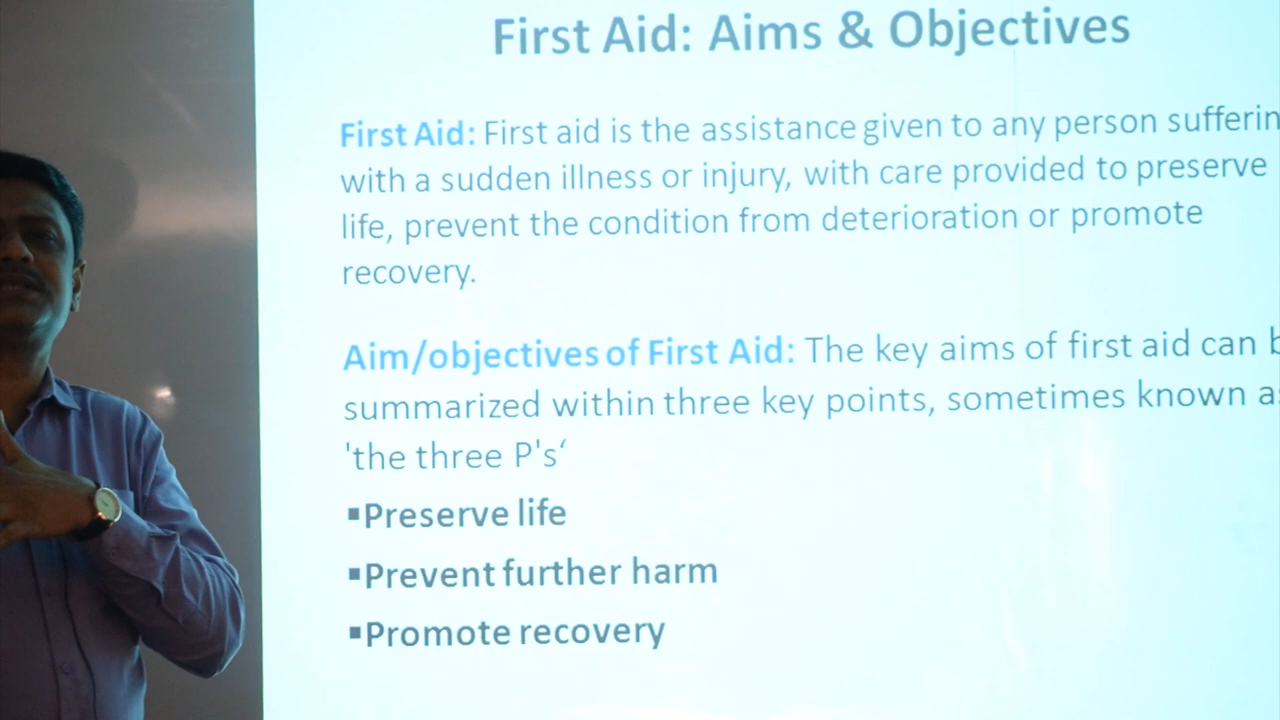 First Aid: Aims & Objectives
First Aid: First aid is the assistance given to any person sufferin
with a sudden illness or injury, with care provided to preserve
life, prevent the condition from deterioration or promote
recovery.
Aim/objectives of First Aid: The key aims of first aid can b
summarized within three key points, sometimes known as
'the three P's‘
▪Preserve life
▪Prevent further harm
▪Promote recovery